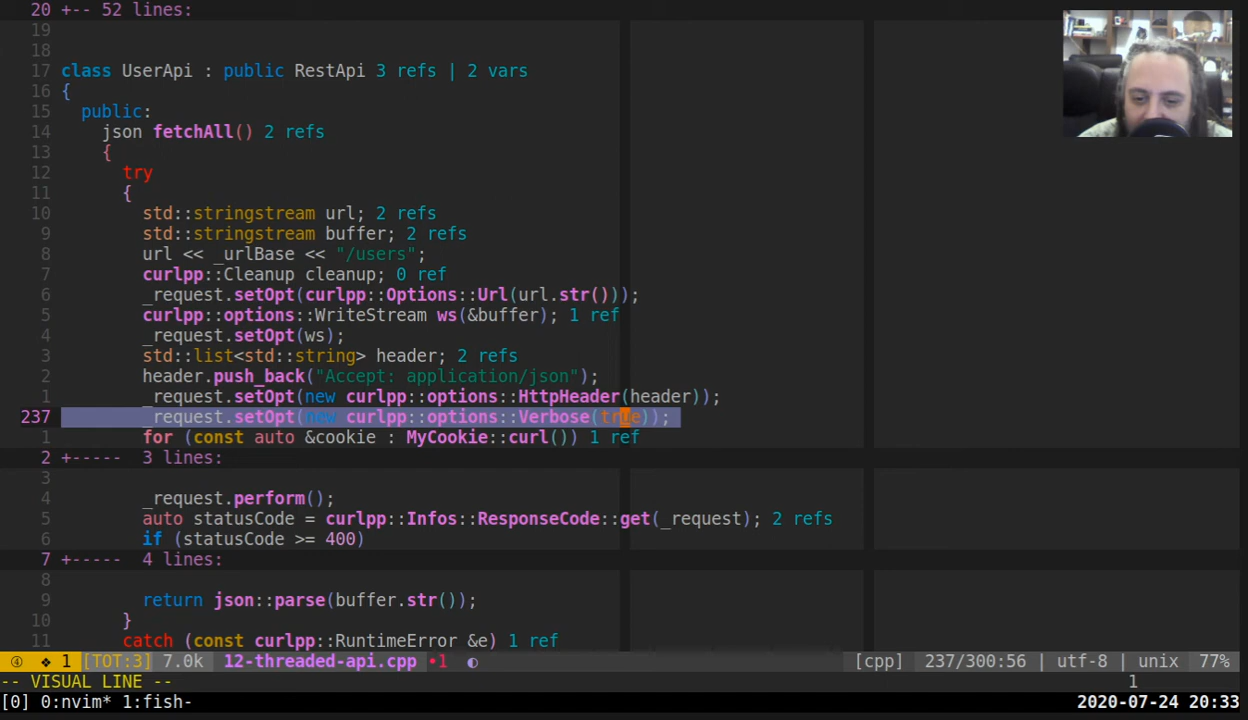 20 +-- 52 lines:
19
18
17 class UserApi : public RestApi 3 refs | 2 vars
16 {
15 public:
14 json fetchAll() 2 refs
13 {
12 try
11 {
10 std::stringstream url; 2 refs
9 std::stringstream buffer; 2 refs
8 url << _urlBase << "/users";
7 curlpp::Cleanup cleanup; 0 ref
6 _request.setOpt(curlpp::Options::Url(url.str()));
5 curlpp::options::WriteStream ws(&buffer); 1 ref
4 _request.setOpt(ws);
3 std::list<std::string> header; 2 refs
2 header.push_back("Accept: application/json");
1 _request.setOpt(new curlpp::options::HttpHeader(header));
237 _request.setOpt(new curlpp::options::Verbose(true));
1 for (const auto &cookie : MyCookie::curl()) 1 ref
2 +----- 3 lines:
3
4 _request.perform();
5 auto statusCode = curlpp::Infos::ResponseCode::get(_request); 2 refs
6 if (statusCode >= 400)
7 +----- 4 lines:
8
9 return json::parse(buffer.str());
10 }
11 catch (const curlpp::RuntimeError &e) 1 ref
④ ❖ 1 [TOT:3] 7.0k 12-threaded-api.cpp •1 ◐ [cpp] 237/300:56 | utf-8 | unix 77%
-- VISUAL LINE -- 1
[0] 0:nvim* 1:fish- 2020-07-24 20:33